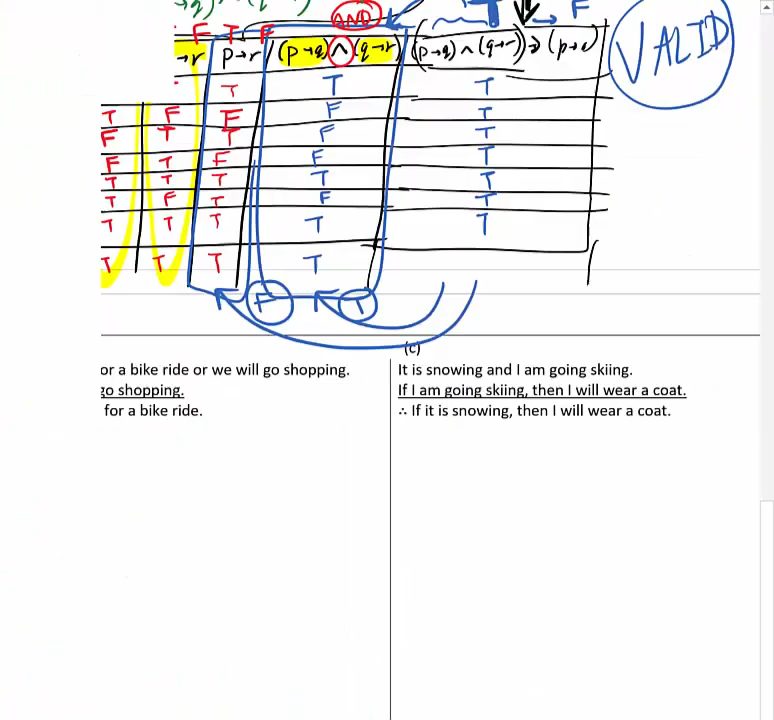 F T F AND T → F
→r p→r (p→q)∧(q→r) (p→q)∧(q→r)→(p→r) VALID
T T T
T F F F T
F T T F T
F T F F T
T T T T T
T F T F T
T T T T T
T T T T
F T
(c)
or a bike ride or we will go shopping. It is snowing and I am going skiing.
go shopping. If I am going skiing, then I will wear a coat.
for a bike ride. ∴ If it is snowing, then I will wear a coat.